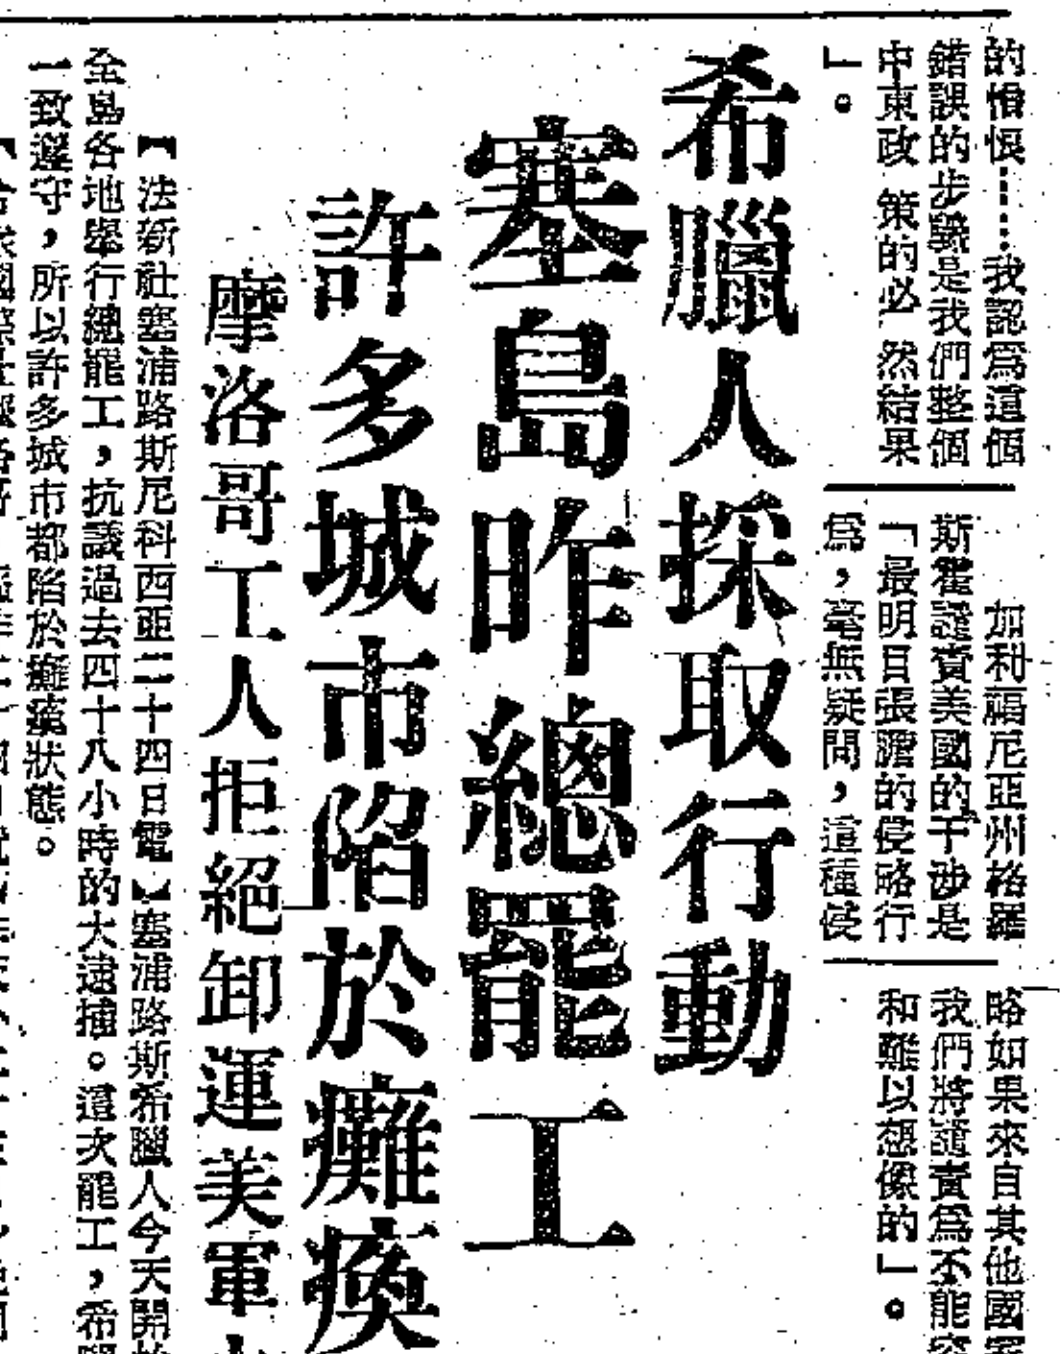 的憎恨……我認爲這個
錯誤的步驟是我們整個
中東政策的必然結果
」。
加利福尼亞州格羅
斯霍證責美國的干涉是
「最明目張膽的侵略行
爲，毫無疑問，這種侵
略如果來自其他國家
我們將譴責爲不能容
和難以想像的」。
希臘人採取行動
塞島昨總罷工
許多城市陷於癱瘓
摩洛哥工人拒絕卸運美軍
【法新社塞浦路斯尼科西亞二十四日電】塞浦路斯希臘人今天開始
全島各地舉行總罷工，抗議過去四十八小時的大逮捕。這次罷工，希臘
一致遵守，所以許多城市都陷於癱瘓狀態。